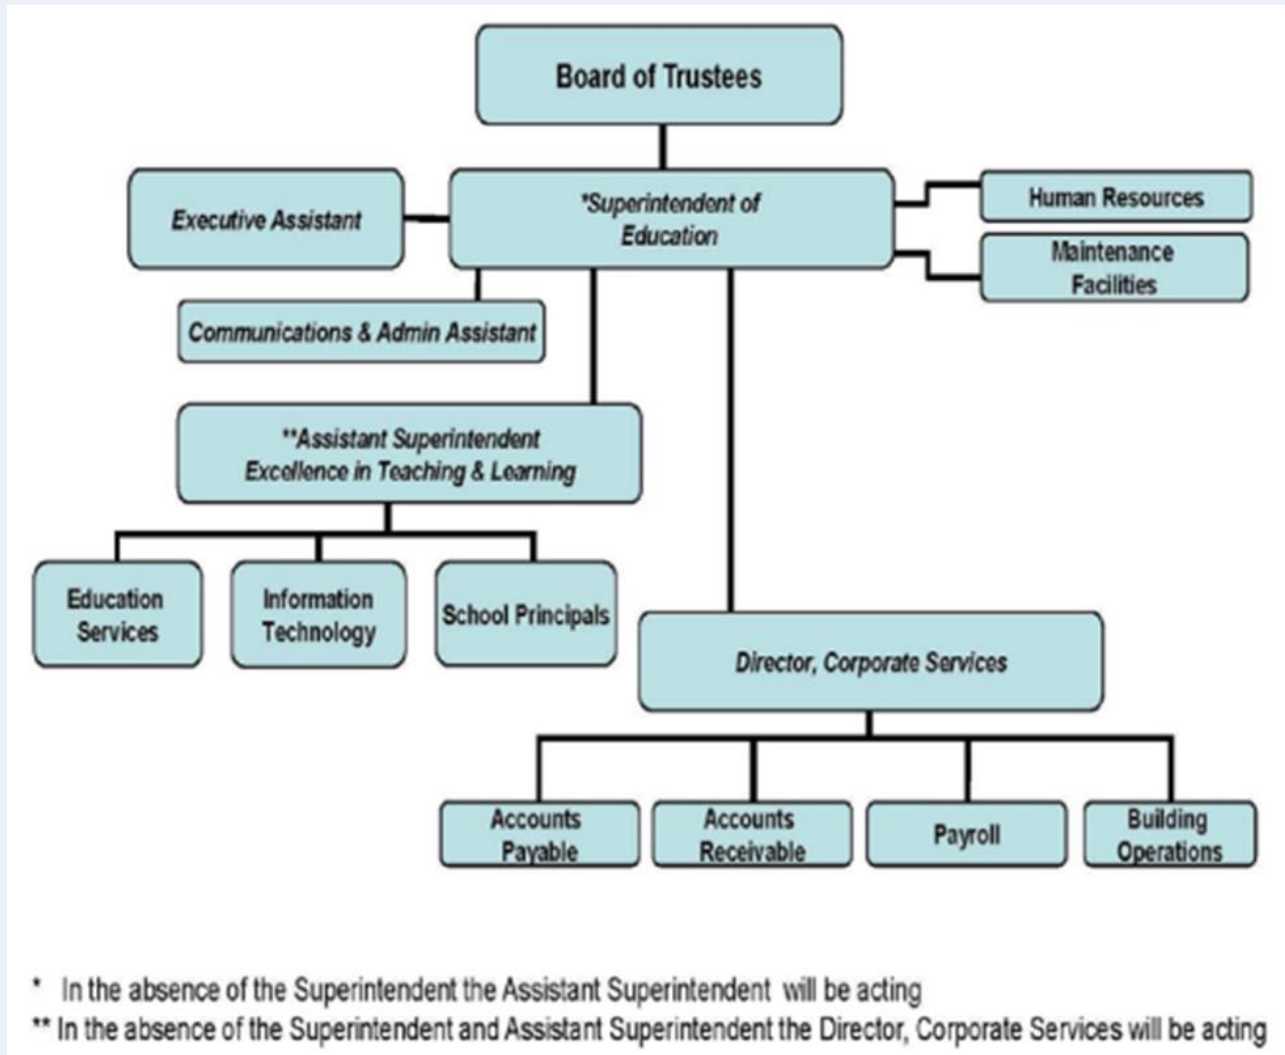 Board of Trustees
Executive Assistant
*Superintendent of
Education
Human Resources
Maintenance
Facilities
Communications & Admin Assistant
**Assistant Superintendent
Excellence in Teaching & Learning
Education
Services
Information
Technology
School Principals
Director, Corporate Services
Accounts
Payable
Accounts
Receivable
Payroll
Building
Operations
* In the absence of the Superintendent the Assistant Superintendent will be acting
** In the absence of the Superintendent and Assistant Superintendent the Director, Corporate Services will be acting